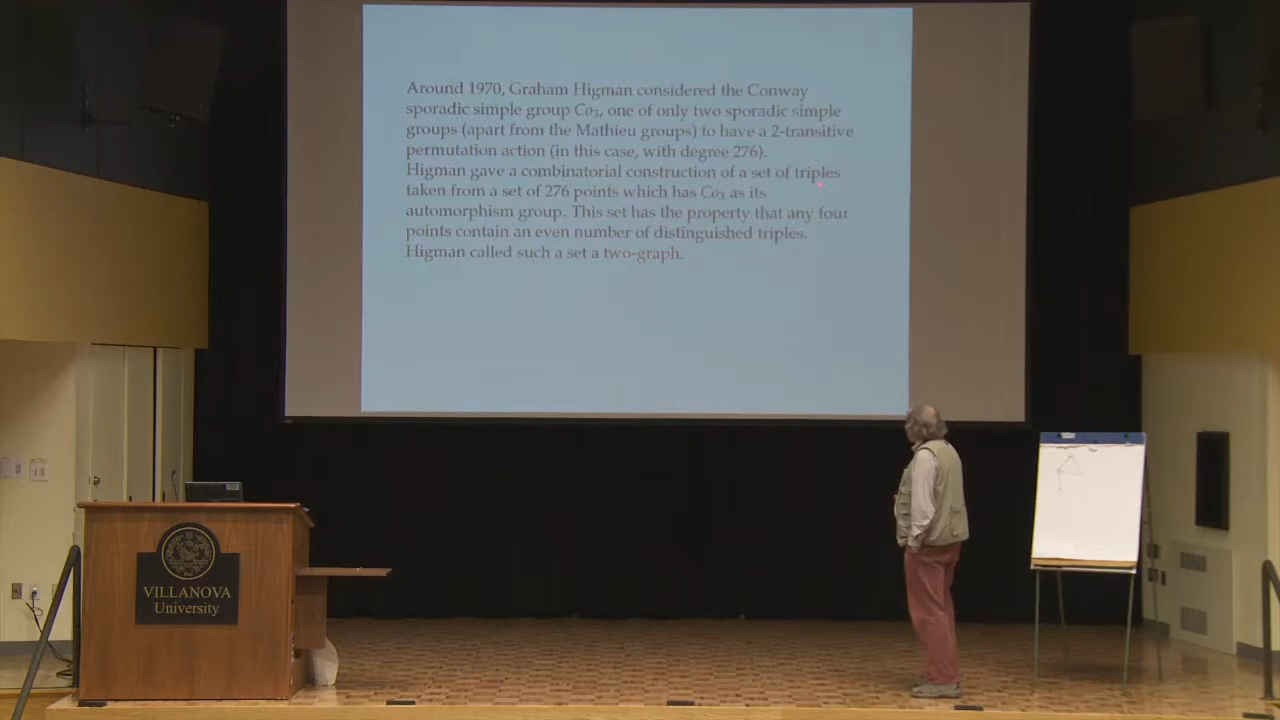 Around 1970, Graham Higman considered the Conway
sporadic simple group Co₃, one of only two sporadic simple
groups (apart from the Mathieu groups) to have a 2-transitive
permutation action (in this case, with degree 276).
Higman gave a combinatorial construction of a set of triples
taken from a set of 276 points which has Co₃ as its
automorphism group. This set has the property that any four
points contain an even number of distinguished triples.
Higman called such a set a two-graph.
VILLANOVA
University